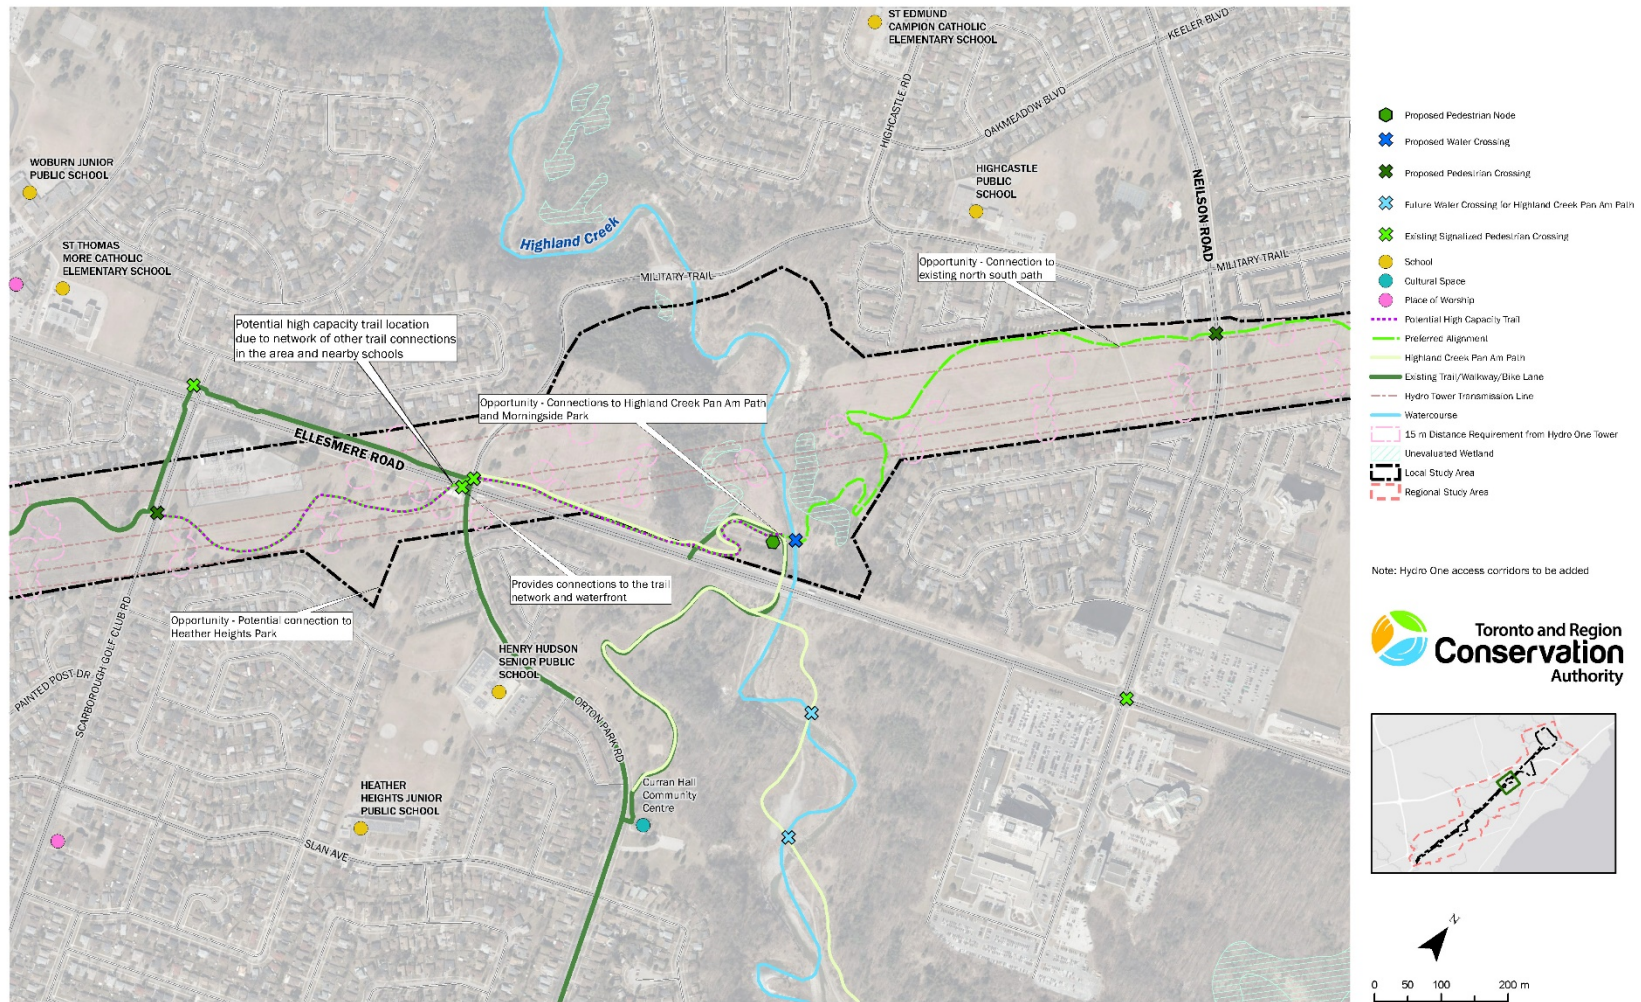 ST EDMUND
CAMPION CATHOLIC
ELEMENTARY SCHOOL
KEELER BLVD
HIGHCASTLE RD
OAKMEADOW BLVD
WOBURN JUNIOR
PUBLIC SCHOOL
HIGHCASTLE
PUBLIC
SCHOOL
NEILSON ROAD
ST THOMAS
MORE CATHOLIC
ELEMENTARY SCHOOL
Highland Creek
MILITARY TRAIL
Opportunity - Connection to
existing north south path
MILITARY TRAIL
Potential high capacity trail location
due to network of other trail connections
in the area and nearby schools
Opportunity - Connections to Highland Creek Pan Am Path
and Morningside Park
ELLESMERE ROAD
Provides connections to the trail
network and waterfront
Opportunity - Potential connection to
Heather Heights Park
SCARBOROUGH GOLF CLUB RD
PAINTED POST DR
HENRY HUDSON
SENIOR PUBLIC
SCHOOL
ORTON PARK RD
HEATHER
HEIGHTS JUNIOR
PUBLIC SCHOOL
Curran Hall
Community
Centre
SLAN AVE
Proposed Pedestrian Node
Proposed Water Crossing
Proposed Pedestrian Crossing
Future Water Crossing for Highland Creek Pan Am Path
Existing Signalized Pedestrian Crossing
School
Cultural Space
Place of Worship
Potential High Capacity Trail
Preferred Alignment
Highland Creek Pan Am Path
Existing Trail/Walkway/Bike Lane
Hydro Tower Transmission Line
Watercourse
15 m Distance Requirement from Hydro One Tower
Unevaluated Wetland
Local Study Area
Regional Study Area
Note: Hydro One access corridors to be added
Toronto and Region
Conservation
Authority
N
0 50 100 200 m